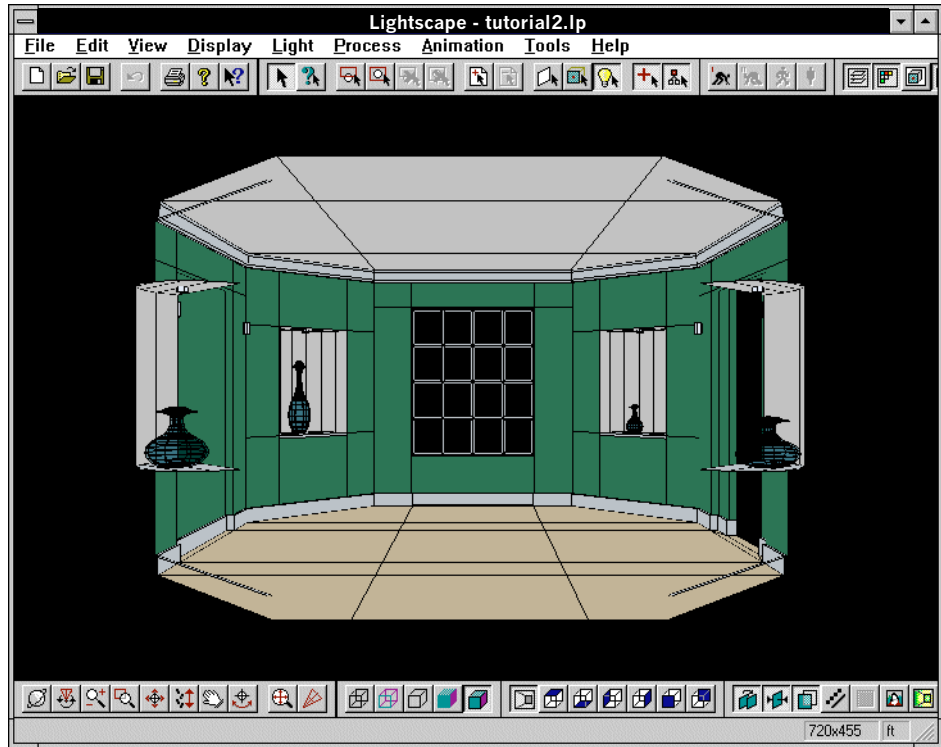 Lightscape - tutorial2.lp
File Edit View Display Light Process Animation Tools Help
720x455 ft